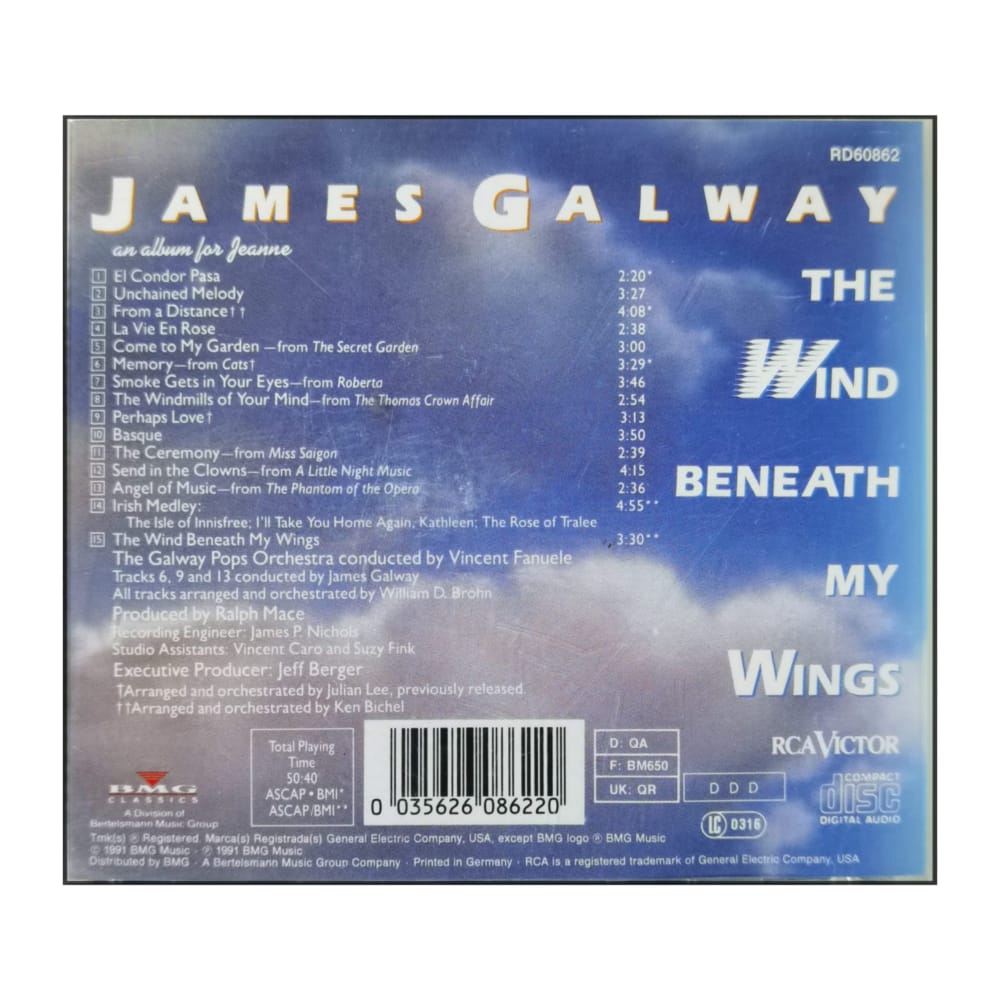 RD60862
JAMES GALWAY
an album for Jeanne
THE
WIND
BENEATH
MY
WINGS
1 El Condor Pasa 2:20*
2 Unchained Melody 3:27
3 From a Distance†† 4:08*
4 La Vie En Rose 2:38
5 Come to My Garden —from The Secret Garden 3:00
6 Memory—from Cats† 3:29*
7 Smoke Gets in Your Eyes—from Roberta 3:46
8 The Windmills of Your Mind—from The Thomas Crown Affair 2:54
9 Perhaps Love† 3:13
10 Basque 3:50
11 The Ceremony—from Miss Saigon 2:39
12 Send in the Clowns—from A Little Night Music 4:15
13 Angel of Music—from The Phantom of the Opera 2:36
14 Irish Medley: 4:55**
The Isle of Innisfree; I'll Take You Home Again, Kathleen; The Rose of Tralee
15 The Wind Beneath My Wings 3:30**
The Galway Pops Orchestra conducted by Vincent Fanuele
Tracks 6, 9 and 13 conducted by James Galway
All tracks arranged and orchestrated by William D. Brohn
Produced by Ralph Mace
Recording Engineer: James P. Nichols
Studio Assistants: Vincent Caro and Suzy Fink
Executive Producer: Jeff Berger
†Arranged and orchestrated by Julian Lee, previously released.
††Arranged and orchestrated by Ken Bichel
BMG
CLASSICS
A Division of
Bertelsmann Music Group
Total Playing
Time
50:40
ASCAP • BMI*
ASCAP/BMI**
0 035626 086220
D: QA
F: BM650
UK: QR
D D D
LC 0316
RCA VICTOR
COMPACT
disc
DIGITAL AUDIO
Tmk(s) ® Registered. Marca(s) Registrada(s) General Electric Company, USA, except BMG logo ® BMG Music
© 1991 BMG Music · ℗ 1991 BMG Music
Distributed by BMG · A Bertelsmann Music Group Company · Printed in Germany · RCA is a registered trademark of General Electric Company, USA